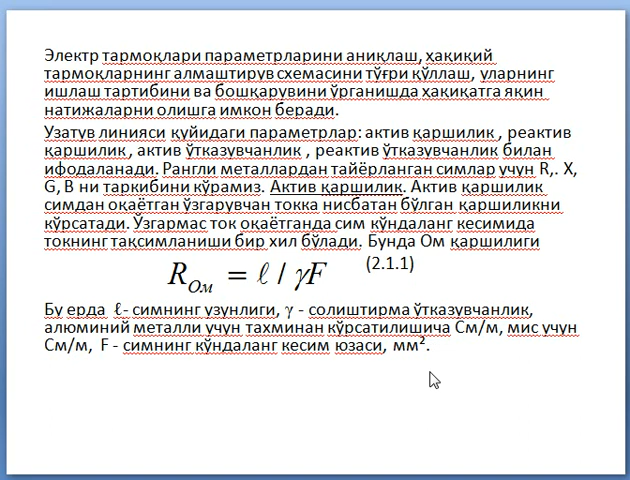 Электр тармоқлари параметрларини аниқлаш, ҳақиқий
тармоқларнинг алмаштирув схемасини тўғри қўллаш, уларнинг
ишлаш тартибини ва бошқарувини ўрганишда ҳақиқатга яқин
натижаларни олишга имкон беради.
Узатув линияси қуйидаги параметрлар: актив қаршилик , реактив
қаршилик, актив ўтказувчанлик , реактив ўтказувчанлик билан
ифодаланади. Рангли металлардан тайёрланган симлар учун R,. X,
G, B ни таркибини кўрамиз. Актив қаршилик. Актив қаршилик
симдан оқаётган ўзгарувчан токка нисбатан бўлган қаршиликни
кўрсатади. Ўзгармас ток оқаётганда сим кўндаланг кесимида
токнинг тақсимланиши бир хил бўлади. Бунда Ом қаршилиги
R_Ом = ℓ / γF (2.1.1)
Бу ерда ℓ- симнинг узунлиги, γ - солиштирма ўтказувчанлик,
алюминий металли учун тахминан кўрсатилишича См/м, мис учун
См/м, F - симнинг кўндаланг кесим юзаси, мм².